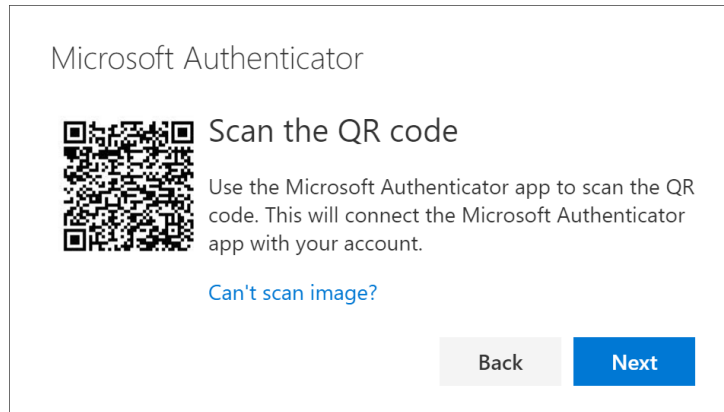 Microsoft Authenticator
Scan the QR code
Use the Microsoft Authenticator app to scan the QR
code. This will connect the Microsoft Authenticator
app with your account.
Can't scan image?
Back
Next